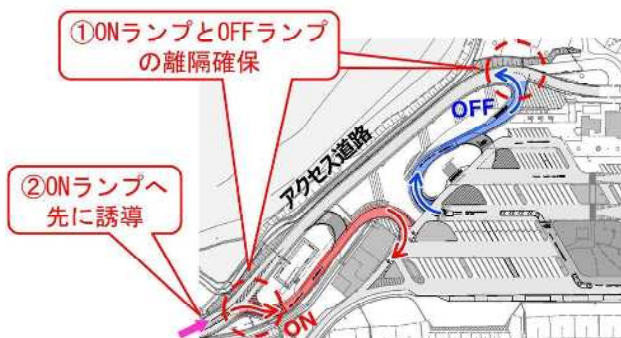 ①ONランプとOFFランプ
の離隔確保
OFF
アクセス道路
②ONランプへ
先に誘導
ON